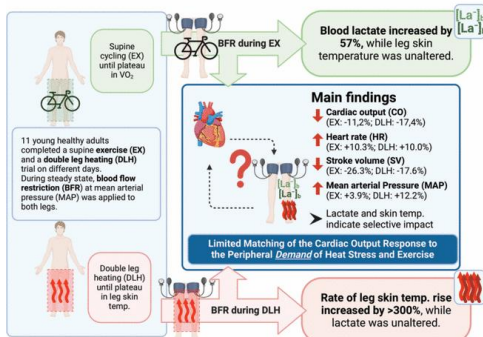 Supine
cycling (EX)
until plateau
in VO₂
BFR during EX
Blood lactate increased by
57%, while leg skin
temperature was unaltered.
[La⁻]
[La⁻]
11 young healthy adults
completed a supine exercise (EX)
and a double leg heating (DLH)
trial on different days.
During steady state, blood flow
restriction (BFR) at mean arterial
pressure (MAP) was applied to
both legs.
Main findings
Cardiac output (CO)
(EX: -11,2%; DLH: -17,4%)
Heart rate (HR)
(EX: +10.3%; DLH: +10.0%)
Stroke volume (SV)
(EX: -26.3%; DLH: -17.6%)
Mean arterial Pressure (MAP)
(EX: +3.9%, DLH: +12.2%)
Lactate and skin temp.
indicate selective impact
?
[La⁻]
[La⁻]b
Limited Matching of the Cardiac Output Response
to the Peripheral Demand of Heat Stress and Exercise
Double leg
heating (DLH)
until plateau
in leg skin
temp.
BFR during DLH
Rate of leg skin temp. rise
increased by >300%, while
lactate was unaltered.